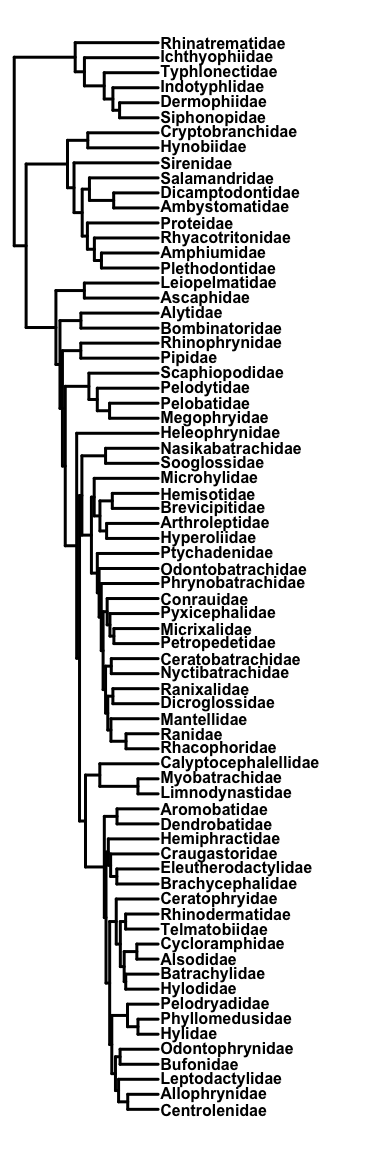 Rhinatrematidae
Ichthyophiidae
Typhlonectidae
Indotyphlidae
Dermophiidae
Siphonopidae
Cryptobranchidae
Hynobiidae
Sirenidae
Salamandridae
Dicamptodontidae
Ambystomatidae
Proteidae
Rhyacotritonidae
Amphiumidae
Plethodontidae
Leiopelmatidae
Ascaphidae
Alytidae
Bombinatoridae
Rhinophrynidae
Pipidae
Scaphiopodidae
Pelodytidae
Pelobatidae
Megophryidae
Heleophrynidae
Nasikabatrachidae
Sooglossidae
Microhylidae
Hemisotidae
Brevicipitidae
Arthroleptidae
Hyperoliidae
Ptychadenidae
Odontobatrachidae
Phrynobatrachidae
Conrauidae
Pyxicephalidae
Micrixalidae
Petropedetidae
Ceratobatrachidae
Nyctibatrachidae
Ranixalidae
Dicroglossidae
Mantellidae
Ranidae
Rhacophoridae
Calyptocephalellidae
Myobatrachidae
Limnodynastidae
Aromobatidae
Dendrobatidae
Hemiphractidae
Craugastoridae
Eleutherodactylidae
Brachycephalidae
Ceratophryidae
Rhinodermatidae
Telmatobiidae
Cycloramphidae
Alsodidae
Batrachylidae
Hylodidae
Pelodryadidae
Phyllomedusidae
Hylidae
Odontophrynidae
Bufonidae
Leptodactylidae
Allophrynidae
Centrolenidae